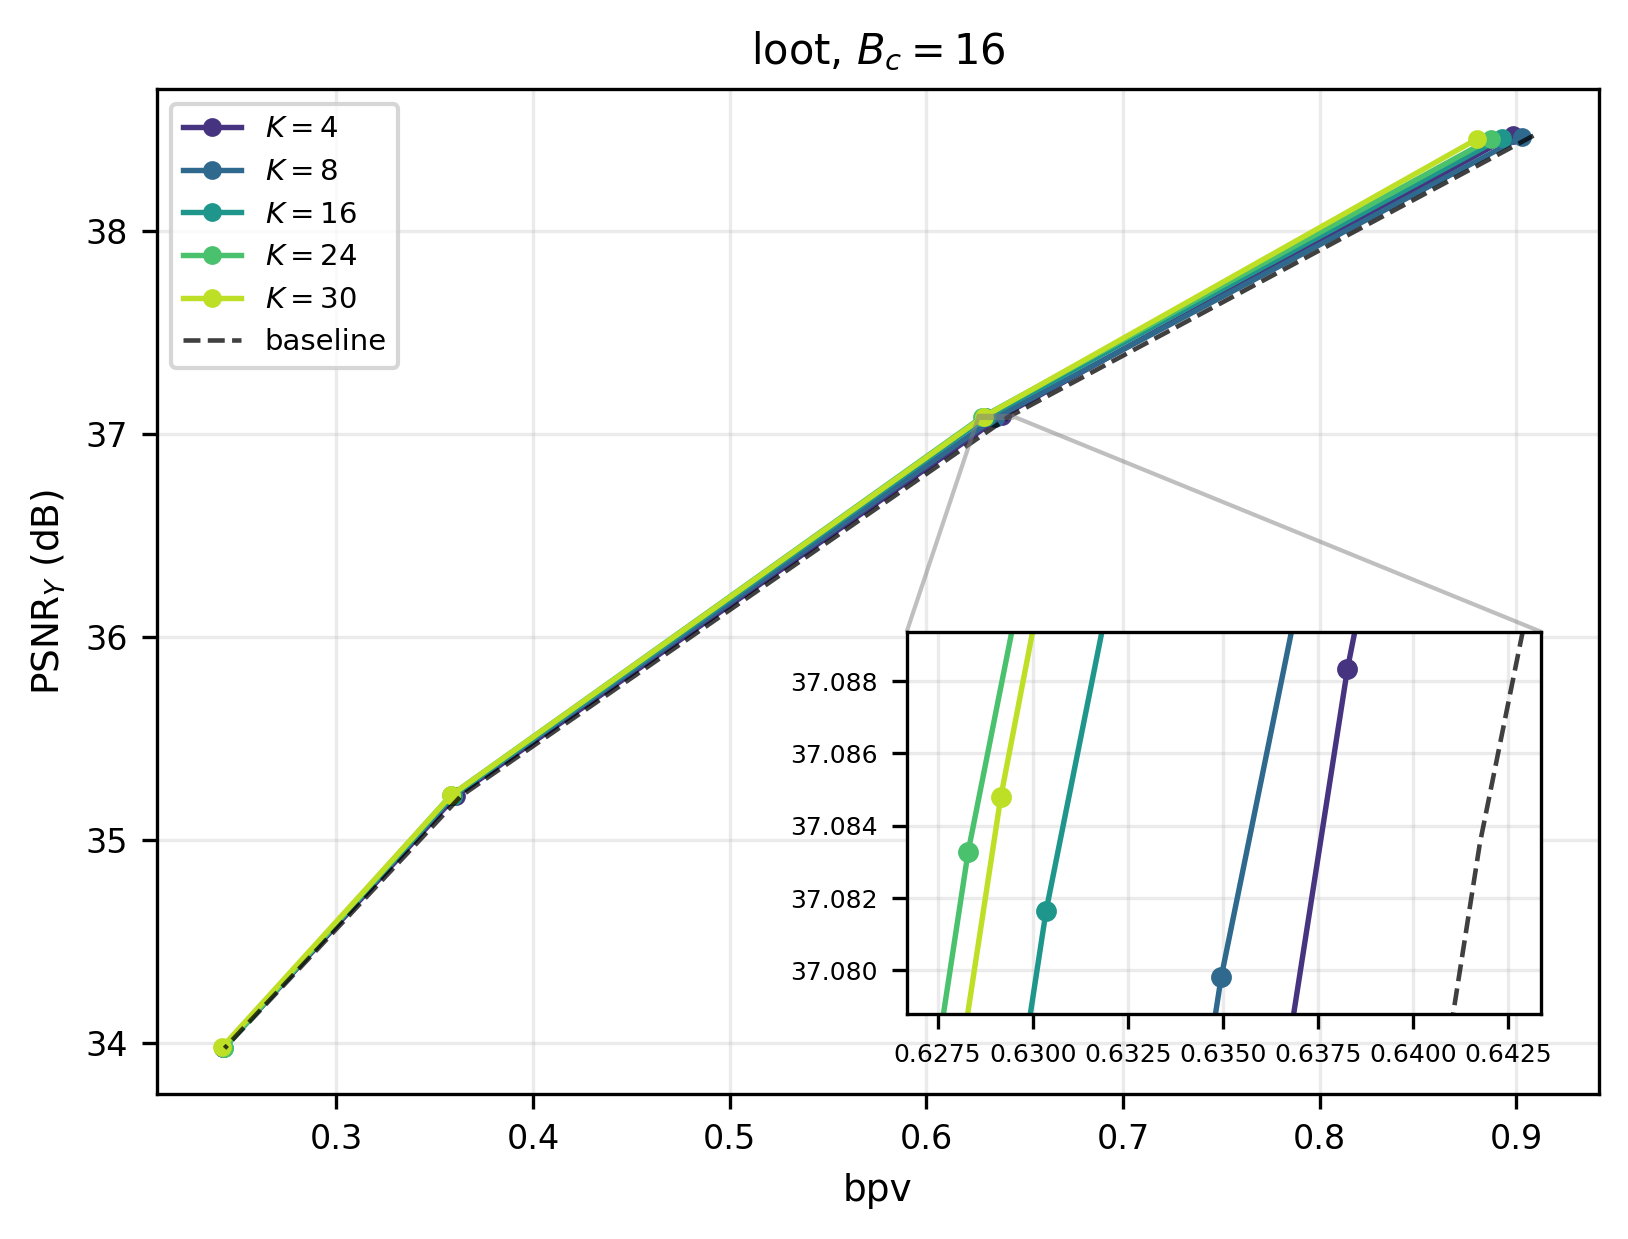 loot, B_c = 16
K = 4
K = 8
K = 16
K = 24
K = 30
baseline
PSNR_Y (dB)
38
37
36
35
34
37.088
37.086
37.084
37.082
37.080
0.6275 0.6300 0.6325 0.6350 0.6375 0.6400 0.6425
0.3 0.4 0.5 0.6 0.7 0.8 0.9
bpv